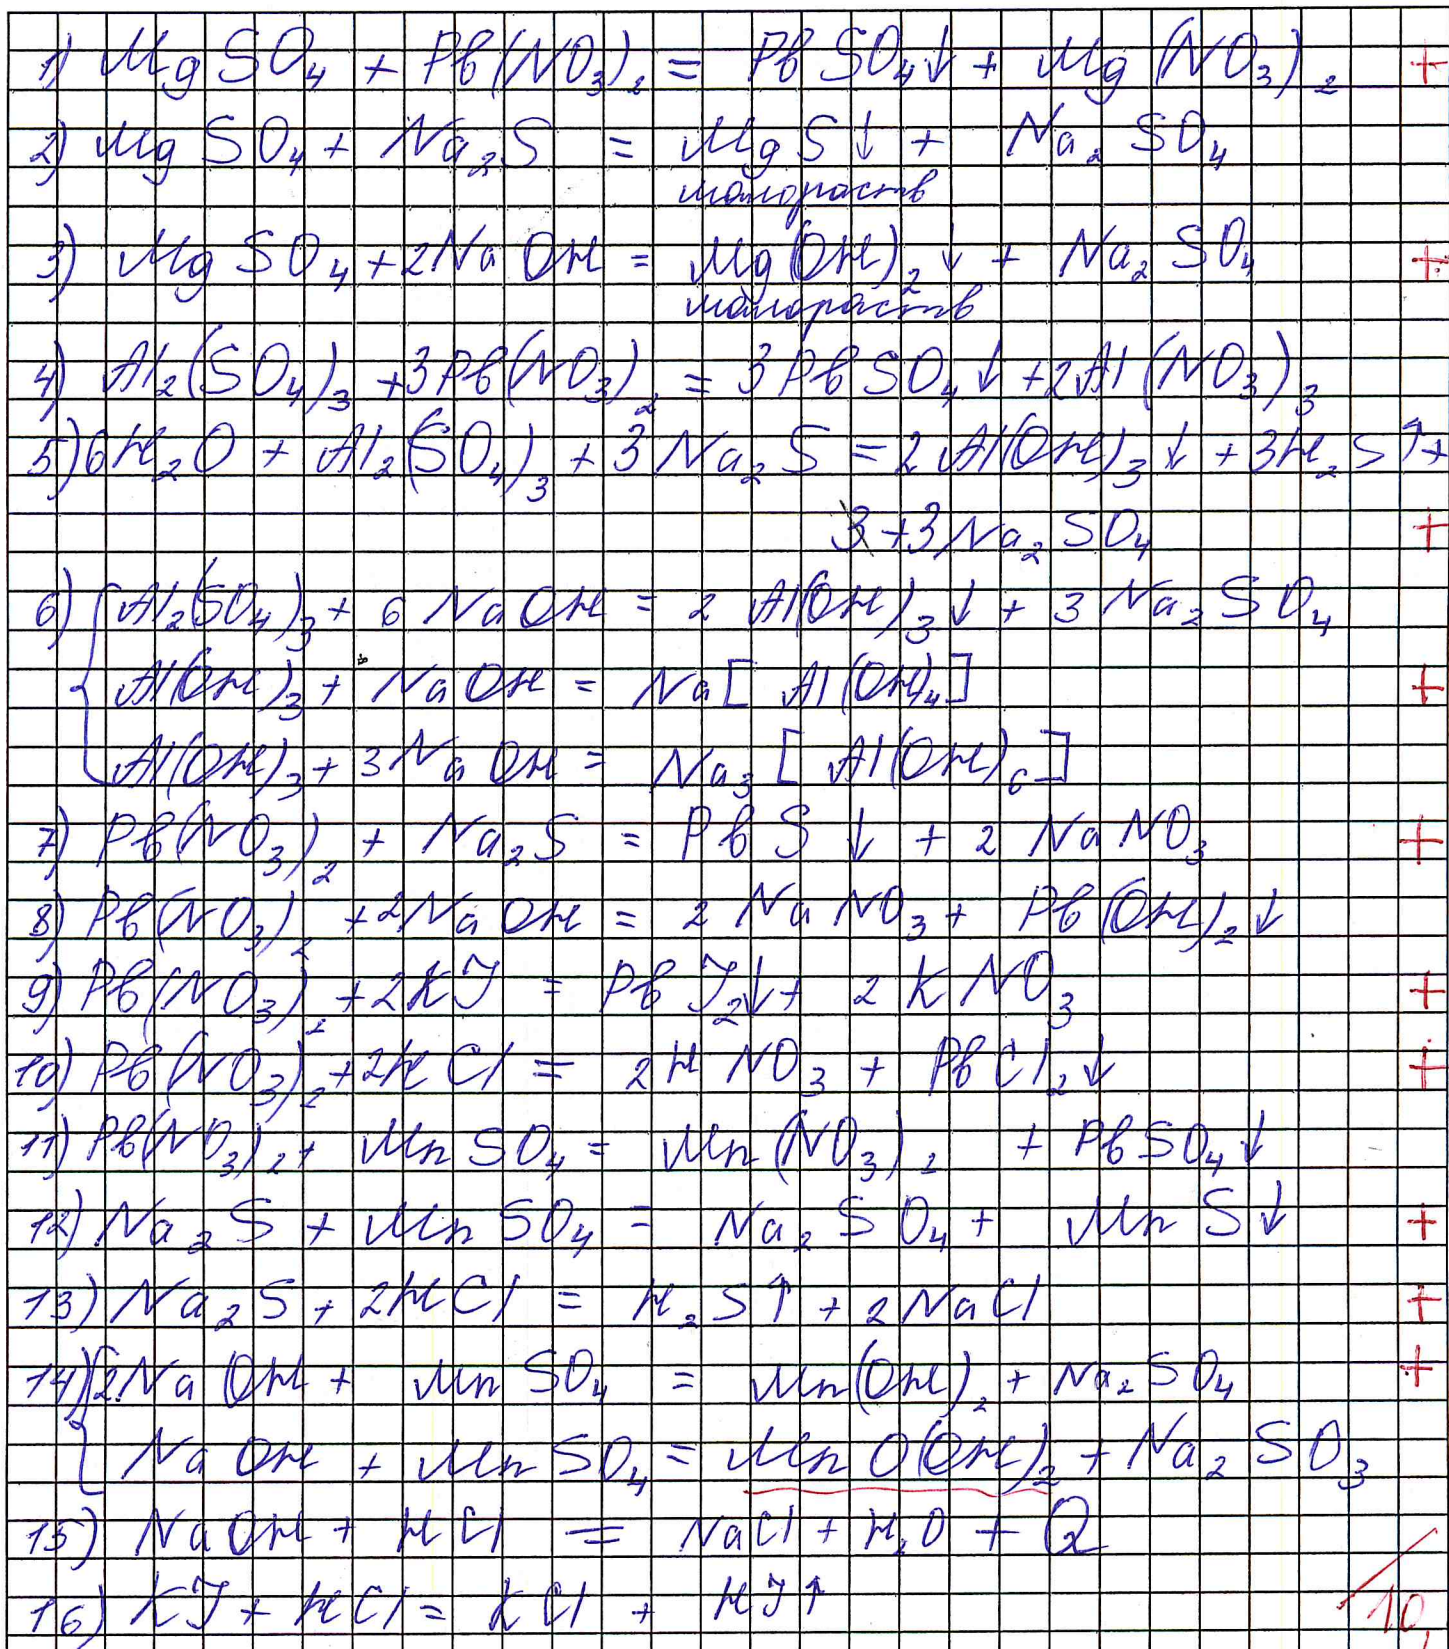 1) MgSO₄ + Pb(NO₃)₂ = PbSO₄↓ + Mg(NO₃)₂ +
2) MgSO₄ + Na₂S = MgS↓ + Na₂SO₄
малораств
3) MgSO₄ + 2NaOH = Mg(OH)₂↓ + Na₂SO₄ +
малораств
4) Al₂(SO₄)₃ + 3Pb(NO₃)₂ = 3PbSO₄↓ + 2Al(NO₃)₃
5) 6H₂O + Al₂(SO₄)₃ + 3Na₂S = 2Al(OH)₃↓ + 3H₂S↑ +
+ 3Na₂SO₄ +
6) Al₂(SO₄)₃ + 6NaOH = 2Al(OH)₃↓ + 3Na₂SO₄
Al(OH)₃ + NaOH = Na[Al(OH)₄] +
Al(OH)₃ + 3NaOH = Na₃[Al(OH)₆]
7) Pb(NO₃)₂ + Na₂S = PbS↓ + 2NaNO₃ +
8) Pb(NO₃)₂ + 2NaOH = 2NaNO₃ + Pb(OH)₂↓
9) Pb(NO₃)₂ + 2KJ = PbJ₂↓ + 2KNO₃ +
10) Pb(NO₃)₂ + 2HCl = 2HNO₃ + PbCl₂↓ +
11) Pb(NO₃)₂ + MnSO₄ = Mn(NO₃)₂ + PbSO₄↓
12) Na₂S + MnSO₄ = Na₂SO₄ + MnS↓ +
13) Na₂S + 2HCl = H₂S↑ + 2NaCl +
14) 2NaOH + MnSO₄ = Mn(OH)₂ + Na₂SO₄ +
NaOH + MnSO₄ = MnO(OH)₂ + Na₂SO₃
15) NaOH + HCl = NaCl + H₂O + Q
16) KJ + HCl = KCl + HJ↑ 10,